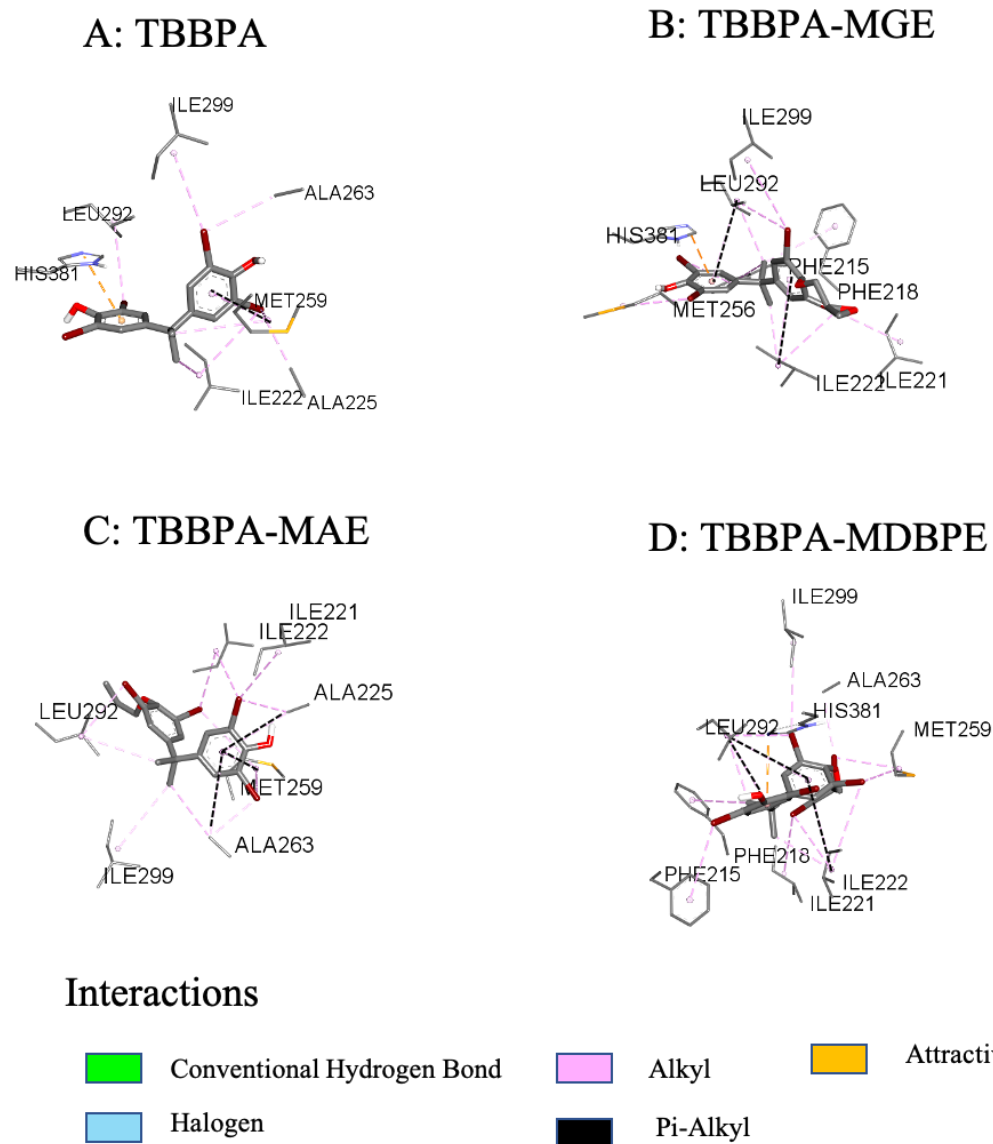 A: TBBPA
B: TBBPA-MGE
ILE299
ALA263
LEU292
HIS381
MET259
ILE222
ALA225
ILE299
LEU292
HIS381
PHE215
PHE218
MET256
ILE222
ILE221
C: TBBPA-MAE
D: TBBPA-MDBPE
ILE221
ILE222
ALA225
LEU292
MET259
ALA263
ILE299
ILE299
ALA263
HIS381
LEU292
MET259
PHE218
PHE215
ILE222
ILE221
Interactions
Conventional Hydrogen Bond
Alkyl
Attracti
Halogen
Pi-Alkyl